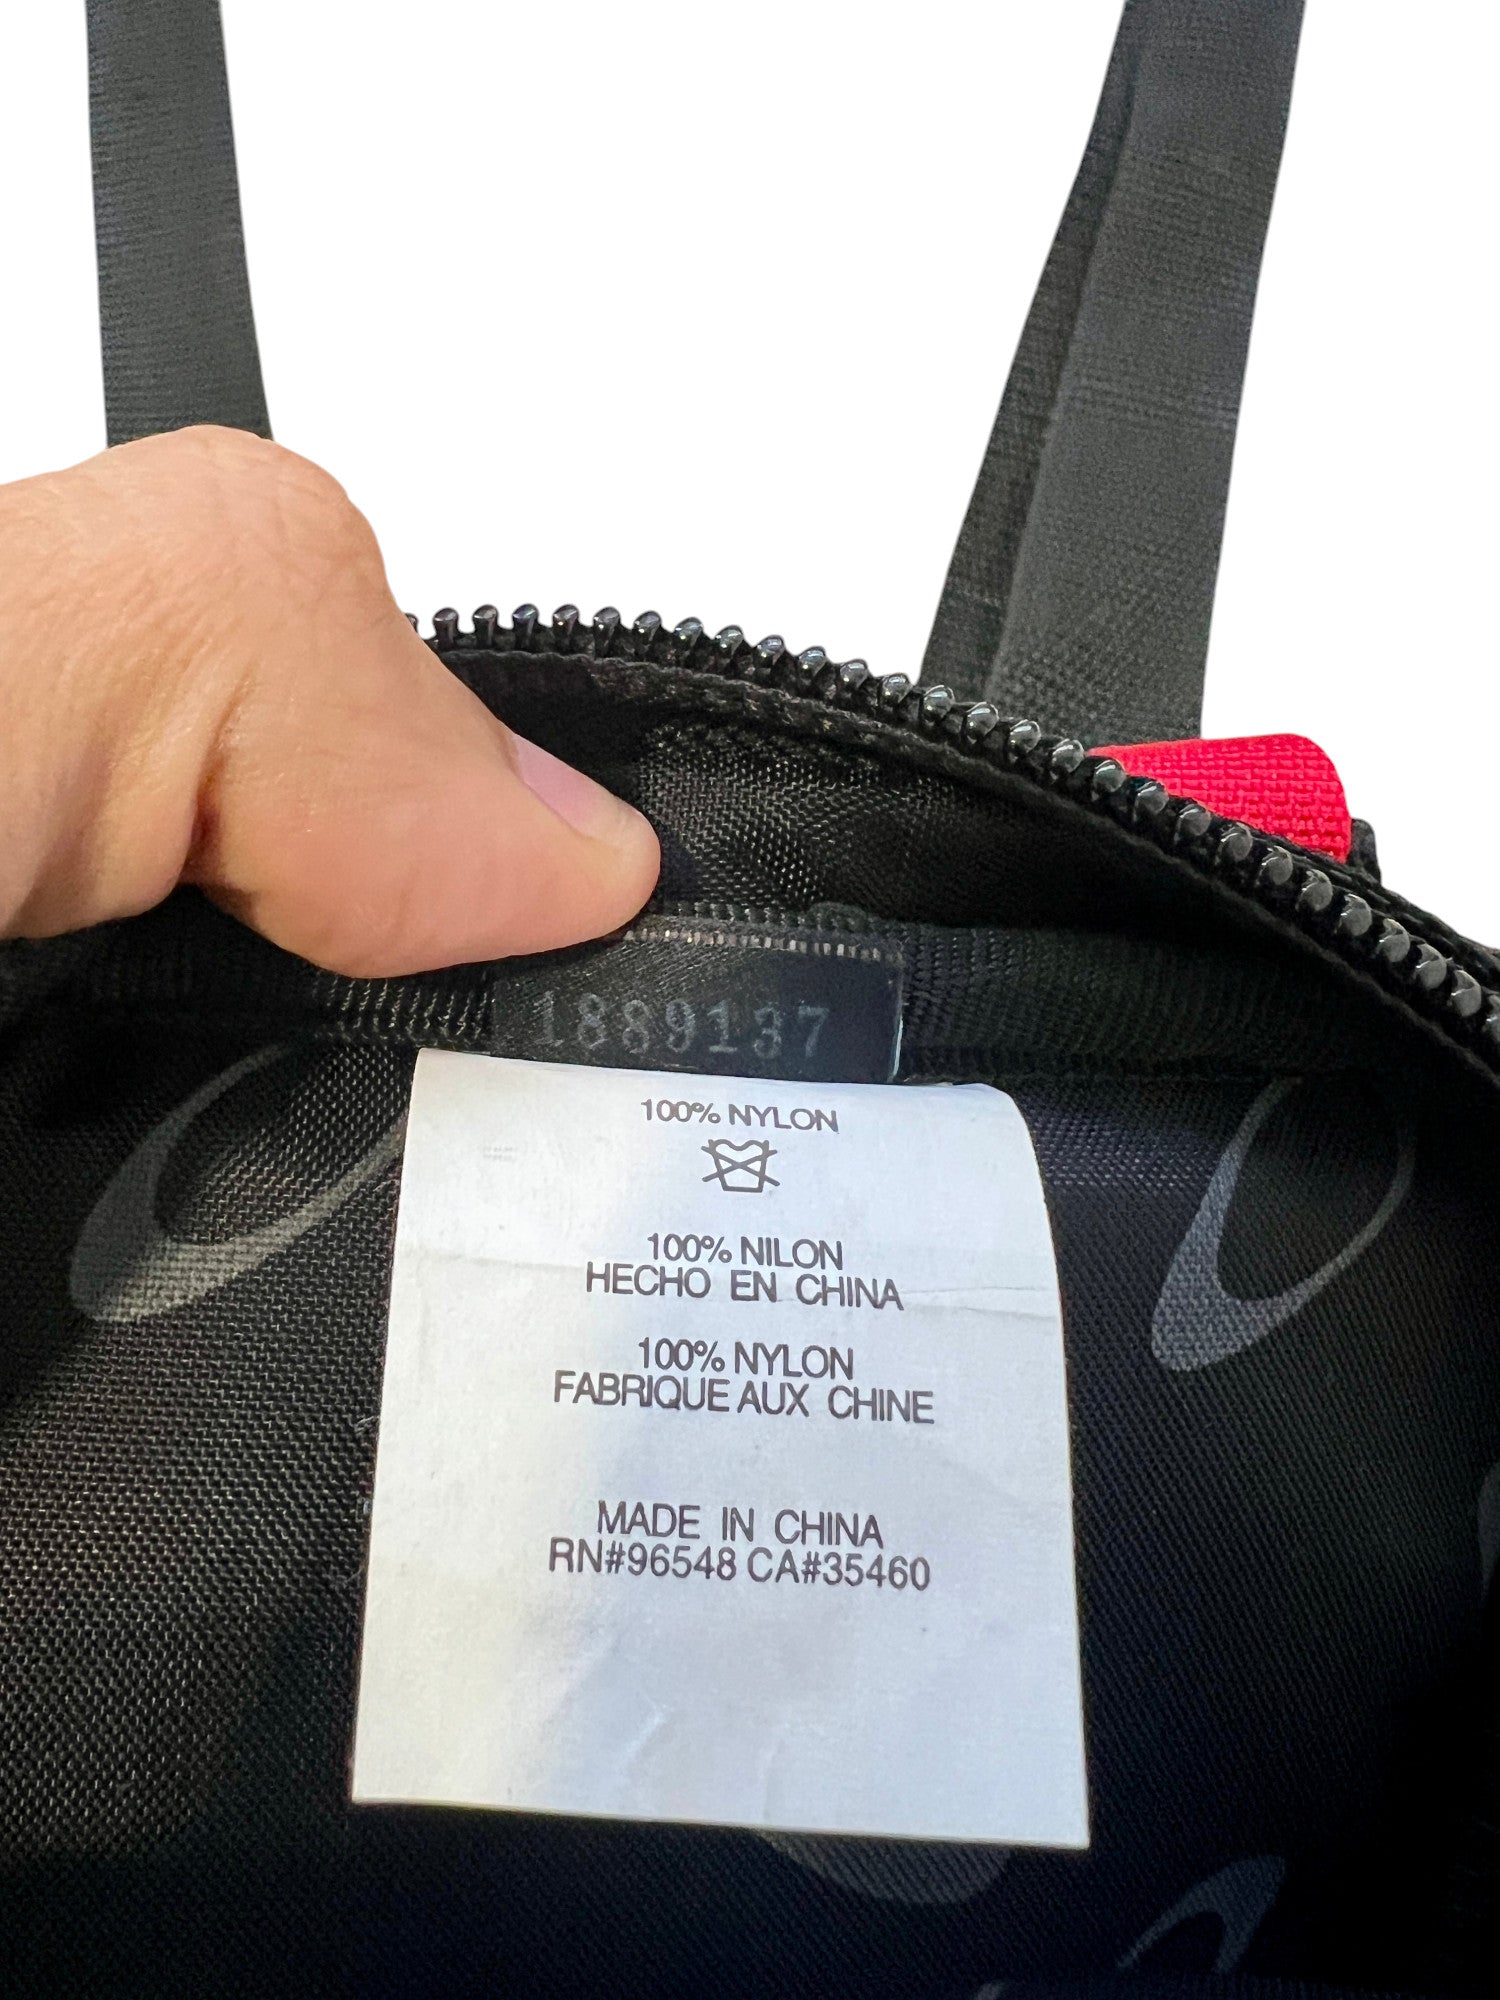 1889137
100% NYLON
100% NILON
HECHO EN CHINA
100% NYLON
FABRIQUE AUX CHINE
MADE IN CHINA
RN#96548 CA#35460